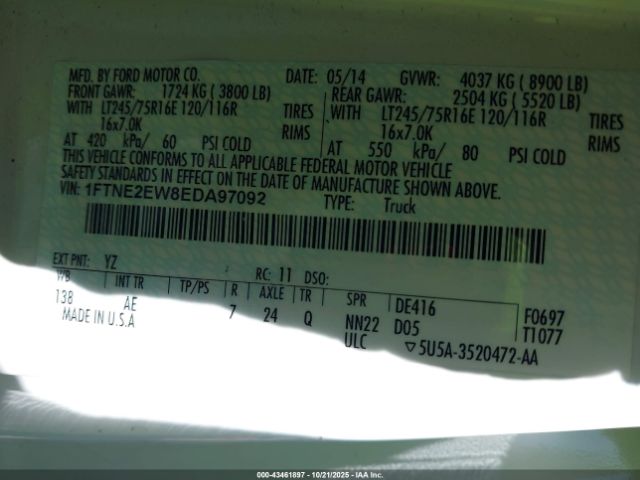 MFD. BY FORD MOTOR CO. DATE: 05/14 GVWR: 4037 KG ( 8900 LB)
FRONT GAWR: 1724 KG ( 3800 LB) REAR GAWR: 2504 KG ( 5520 LB)
WITH LT245/75R16E 120/116R TIRES WITH LT245/75R16E 120/116R TIRES
16x7.0K RIMS 16x7.0K RIMS
AT 420 kPa/ 60 PSI COLD AT 550 kPa/ 80 PSI COLD
THIS VEHICLE CONFORMS TO ALL APPLICABLE FEDERAL MOTOR VEHICLE
SAFETY STANDARDS IN EFFECT ON THE DATE OF MANUFACTURE SHOWN ABOVE.
VIN: 1FTNE2EW8EDA97092 TYPE: Truck
EXT PNT: YZ RC: 11 DSO:
WB INT TR TP/PS R AXLE TR SPR DE416 F0697
138 AE 7 24 Q NN22 D05 T1077
MADE IN U.S.A ULC ▽5U5A-3520472-AA
000-43461897 - 10/21/2025 - IAA, Inc.